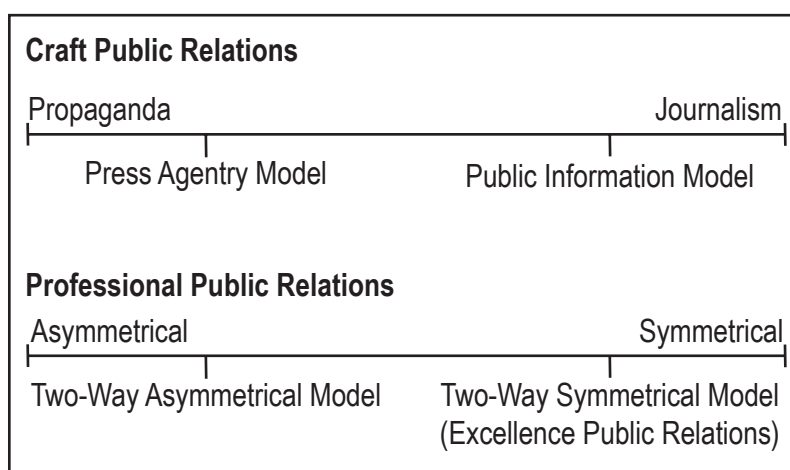 Craft Public Relations
Propaganda Journalism
Press Agentry Model Public Information Model
Professional Public Relations
Asymmetrical Symmetrical
Two-Way Asymmetrical Model Two-Way Symmetrical Model
(Excellence Public Relations)